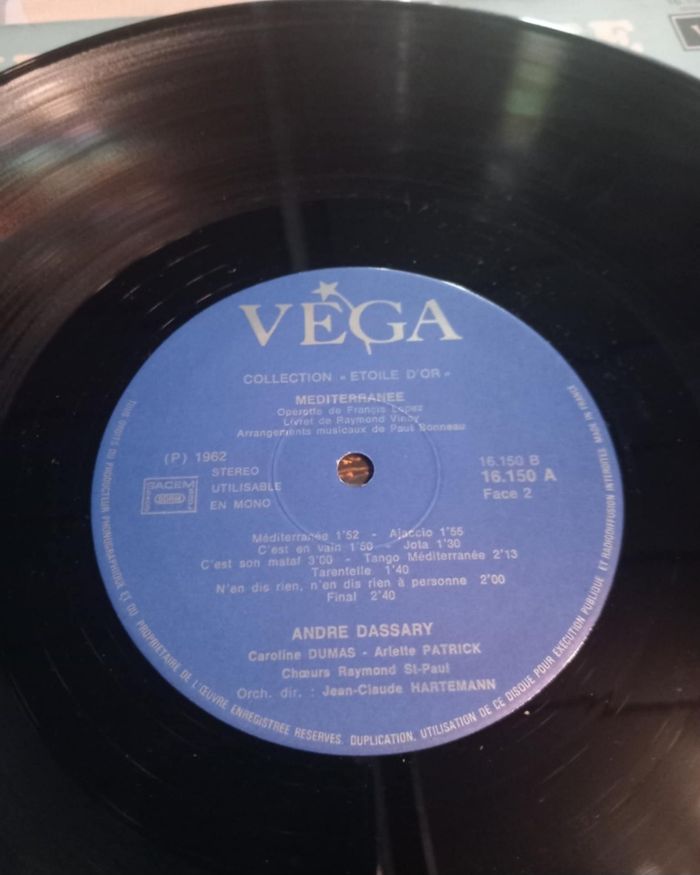 VEGA
COLLECTION « ETOILE D'OR »
MEDITERRANEE
Operette de Francis Lopez
Livret de Raymond Vincy
Arrangements musicaux de Paul Bonneau
(P) 1962
STEREO
UTILISABLE
EN MONO
SACEM
16.150 B
16.150 A
Face 2
Méditerranée 1'52 - Ajaccio 1'55
C'est en vain 1'50 - Jota 1'30
C'est son mataf 3'00 - Tango Méditerranée 2'13
Tarentelle 1'40
N'en dis rien, n'en dis rien à personne 2'00
Final 2'40
ANDRE DASSARY
Caroline DUMAS - Arlette PATRICK
Chœurs Raymond St-Paul
Orch. dir. : Jean-Claude HARTEMANN
TOUS DROITS DU PRODUCTEUR PHONOGRAPHIQUE ET DU PROPRIETAIRE DE L'ŒUVRE ENREGISTREE RESERVES. DUPLICATION, UTILISATION DE CE DISQUE POUR EXECUTION PUBLIQUE ET RADIODIFFUSION INTERDITES. MADE IN FRANCE